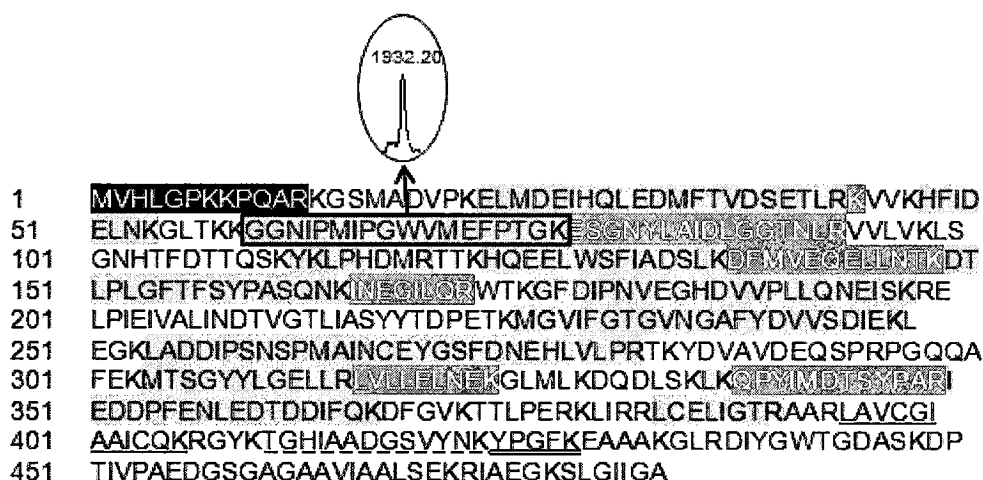 1932.20
1 MVHLGPKKPQARKGSMADVPKELMDEIHQLEDMFTVDSETLRKVVKHFID
51 ELNKGLTKKGGNIPMIPGWVMEFPTGKESGNYLAIDLGGTNLRVVLVKLS
101 GNHTFDTTQSKYKLPHDMRTTKHQEELWSFIADSLKDFMVEQELLNTKDT
151 LPLGFTFSYPASQNKINEGILQRWTKGFDIPNVEGHDVVPLLQNEISKRE
201 LPIEIVALINDTVGTLIASYYTDPETKMGVIFGTGVNGAFYDVVSDIEKL
251 EGKLADDIPSNSPMAINCEYGSFDNEHLVLPRTKYDVAVDEQSPRPGQQA
301 FEKMTSGYYLGELLRLVLLELNEKGLMLKDQDLSKLKQPYIMDTSYPARI
351 EDDPFENLEDTDDIFQKDFGVKTTLPERKLIRRLCELIGTRAARLAVCGI
401 AAICQKRGYKTGHIAADGSVYNKYPGFKEAAAKGLRDIYGWTGDASKDP
451 TIVPAEDGSGAGAAVIAALSEKRIAEGKSLGIIGA